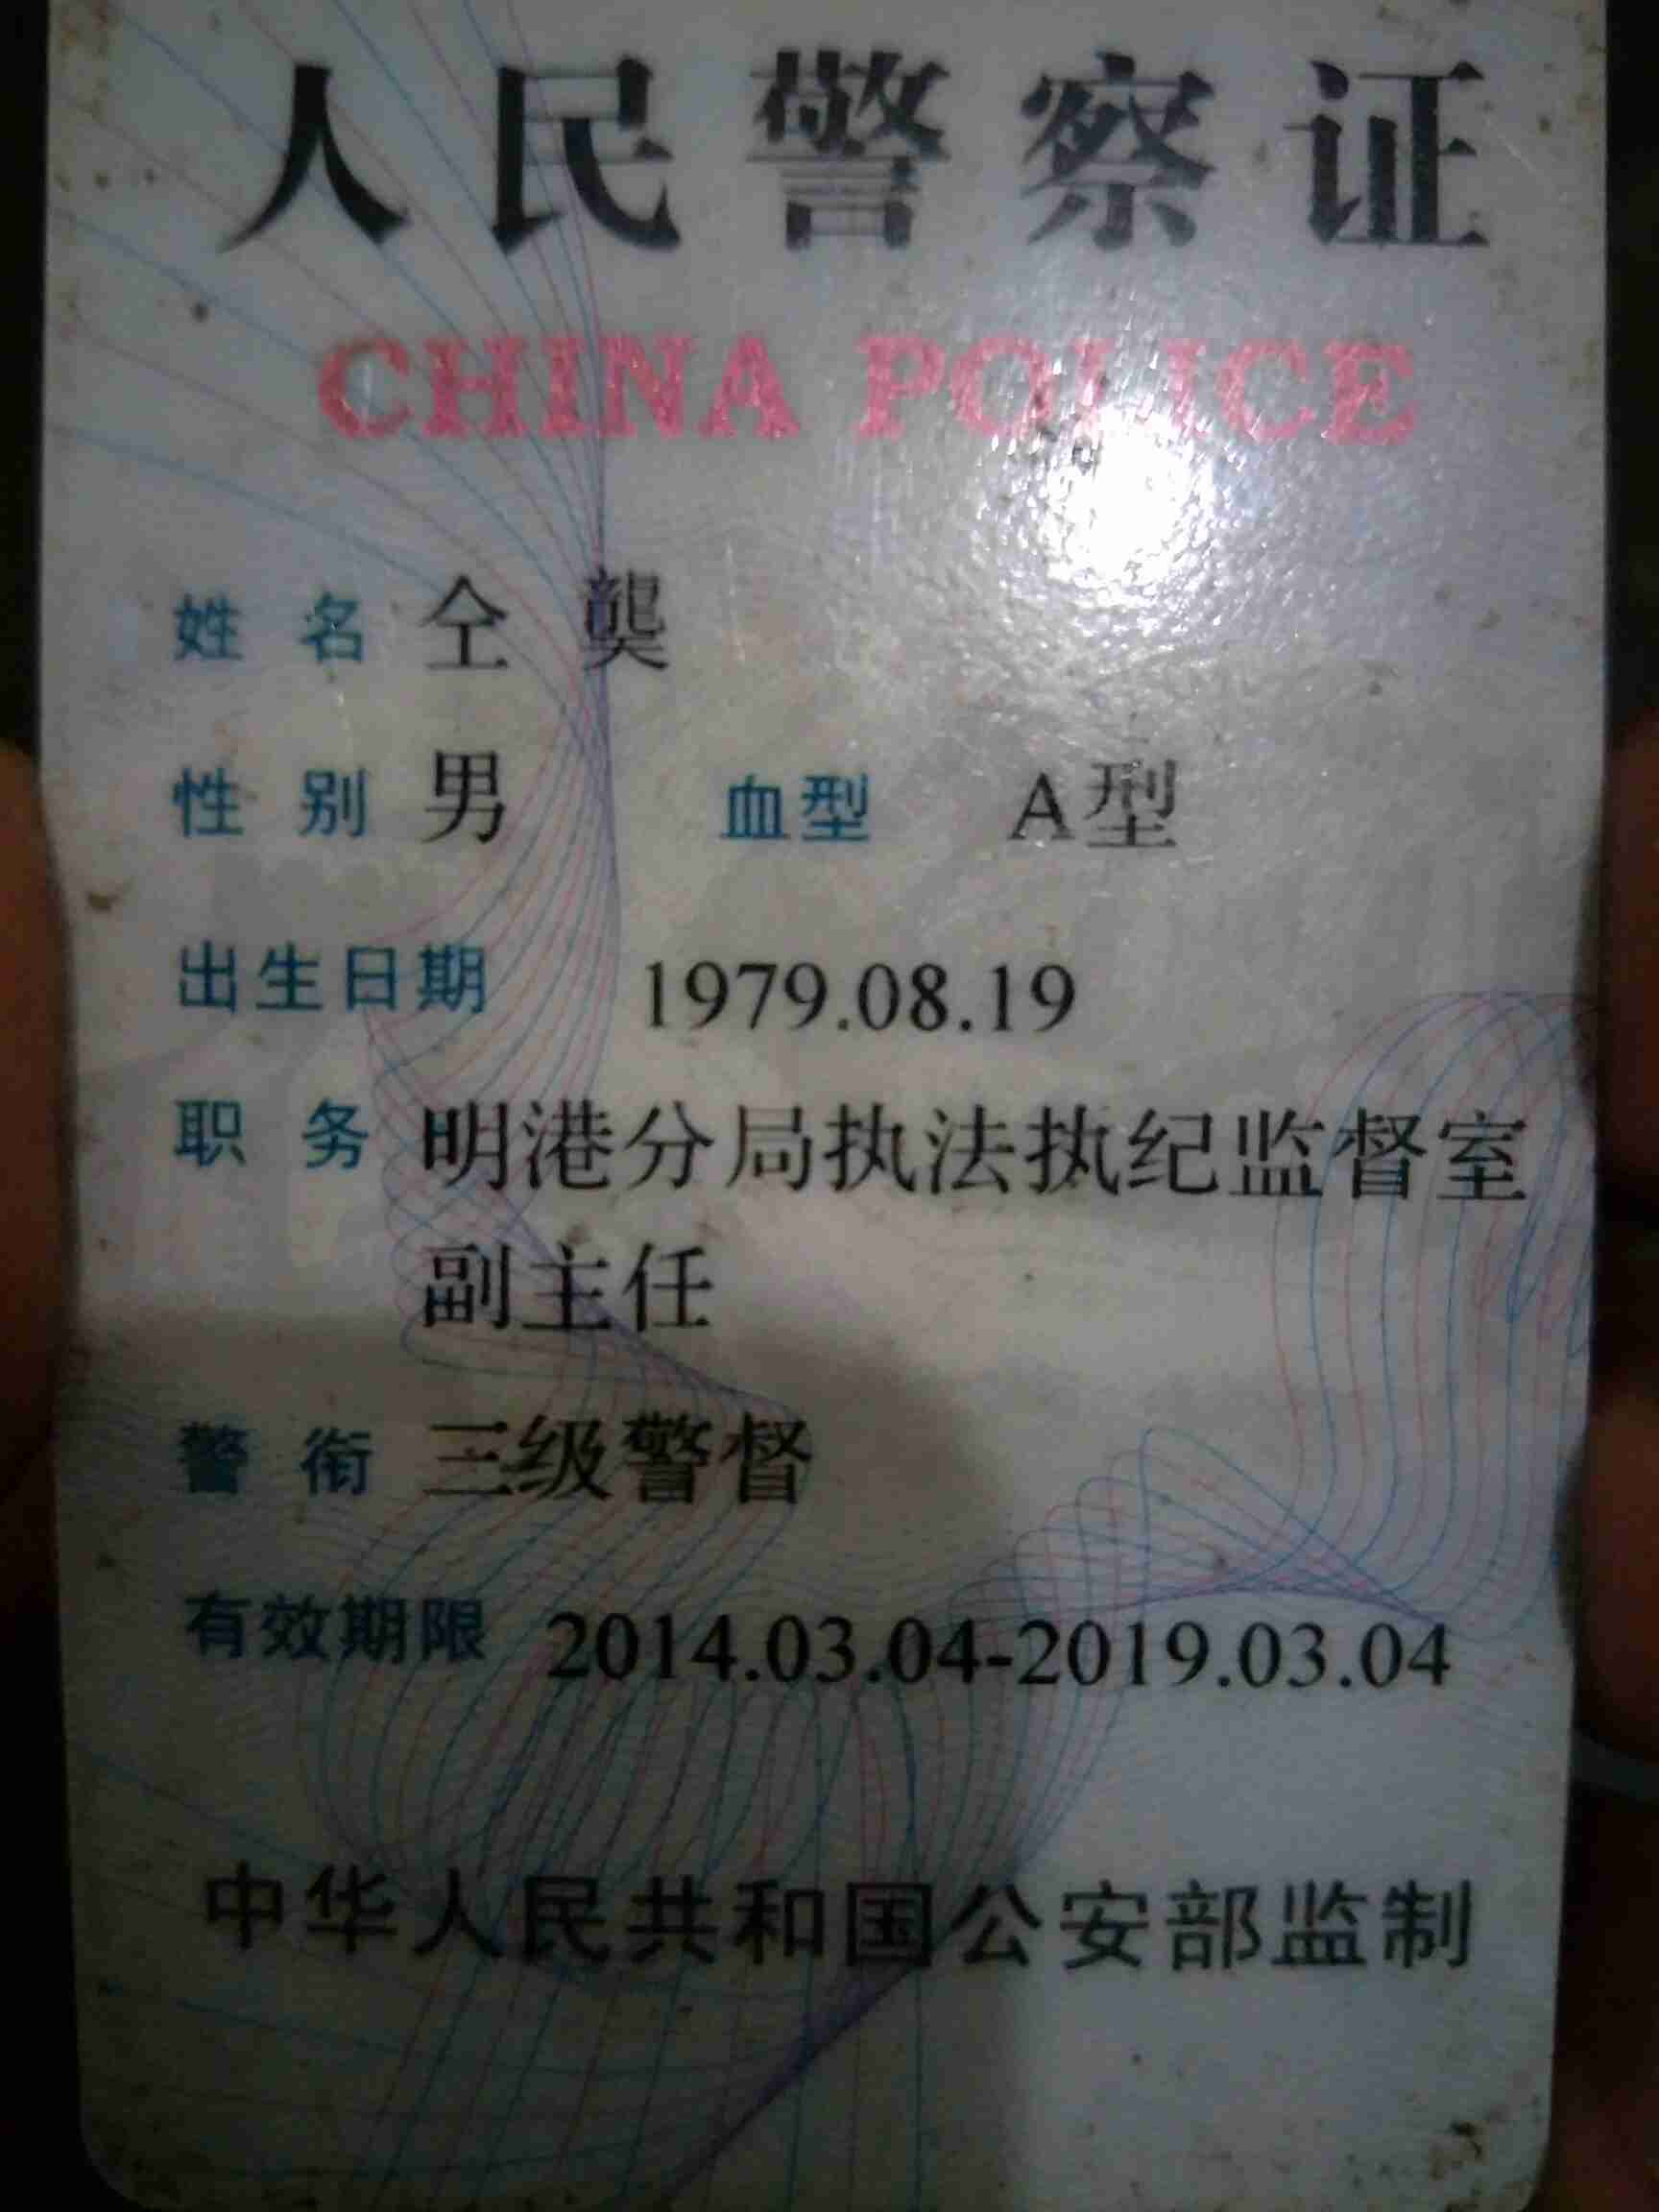 人民警察证
CHINA POLICE
姓名 仝 龑
性别 男 血型 A型
出生日期 1979.08.19
职务 明港分局执法执纪监督室
副主任
警衔 三级警督
有效期限 2014.03.04-2019.03.04
中华人民共和国公安部监制